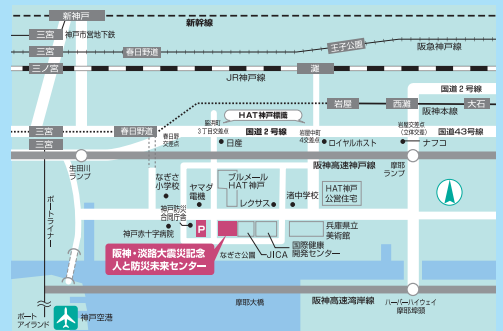 新神戸
新幹線
三宮
神戸市営地下鉄
三宮
春日野道
王子公園
阪急神戸線
三ノ宮
灘
JR神戸線
国道2号線
岩屋
西灘
大石
阪本線
HAT神戸標識
脇浜町
3丁目交差点
岩屋中町
4交差点
岩屋交差点
(立体交差)
三宮
春日野道
春日野
交差点
国道2号線
国道43号線
日産
ロイヤルホスト
ナフコ
三宮
阪神高速神戸線
生田川
ランプ
摩耶
ランプ
なぎさ
小学校
ヤマダ
電機
ブルメール
HAT神戸
レクサス
渚中学校
HAT神戸
公営住宅
ポートライナー
神戸防災
合同庁舎
神戸赤十字病院
P
兵庫県立
美術館
国際健康
開発センター
JICA
なぎさ公園
阪神・淡路大震災記念
人と防災未来センター
摩耶大橋
阪神高速湾岸線
ハーバーハイウェイ
摩耶埠頭
ポート
アイランド
神戸空港